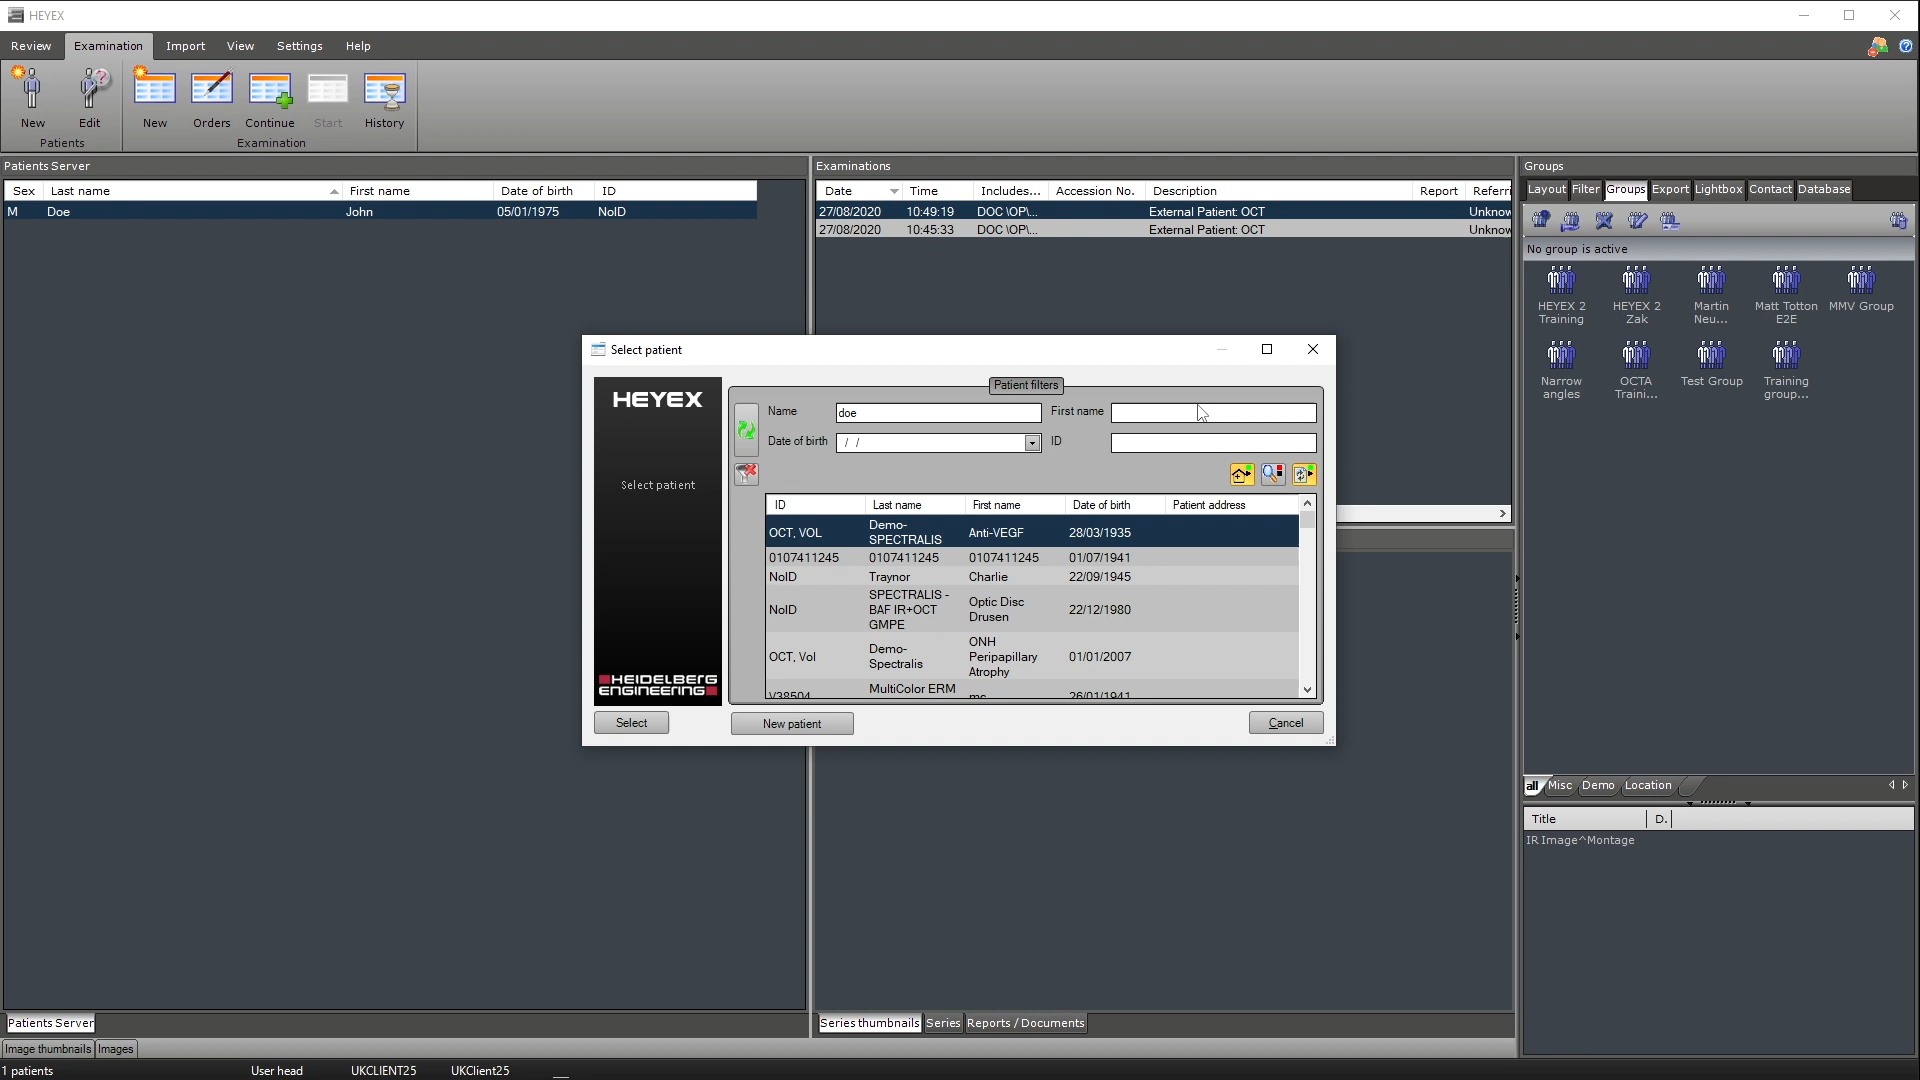 HEYEX
Review Examination Import View Settings Help
New Edit New Orders Continue Start History
Patients Examination
Patients Server
Sex Last name First name Date of birth ID
M Doe John 05/01/1975 NoID
Examinations
Date Time Includes... Accession No. Description Report Referri
27/08/2020 10:49:19 DOC \OP\... External Patient: OCT Unknow
27/08/2020 10:45:33 DOC \OP\... External Patient: OCT Unknow
Groups
Layout Filter Groups Export Lightbox Contact Database
No group is active
HEYEX 2 Training
HEYEX 2 Zak
Martin Neu...
Matt Totton E2E
MMV Group
Narrow angles
OCTA Traini...
Test Group
Training group...
Select patient
HEYEX
Select patient
HEIDELBERG
ENGINEERING
Patient filters
Name doe First name
Date of birth / / ID
ID Last name First name Date of birth Patient address
OCT, VOL Demo-SPECTRALIS Anti-VEGF 28/03/1935
0107411245 0107411245 0107411245 01/07/1941
NoID Traynor Charlie 22/09/1945
NoID SPECTRALIS - BAF IR+OCT GMPE Optic Disc Drusen 22/12/1980
OCT, Vol Demo-Spectralis ONH Peripapillary Atrophy 01/01/2007
V38504 MultiColor ERM mc 26/01/1941
Select New patient Cancel
all Misc Demo Location
Title D.
IR Image^Montage
Patients Server
Series thumbnails Series Reports / Documents
Image thumbnails Images
1 patients User head UKCLIENT25 UKClient25